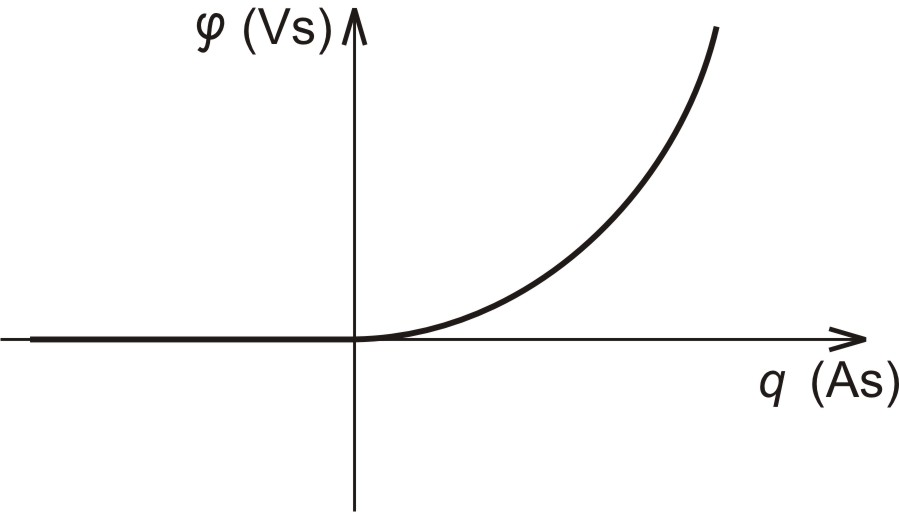 φ (Vs)
q (As)